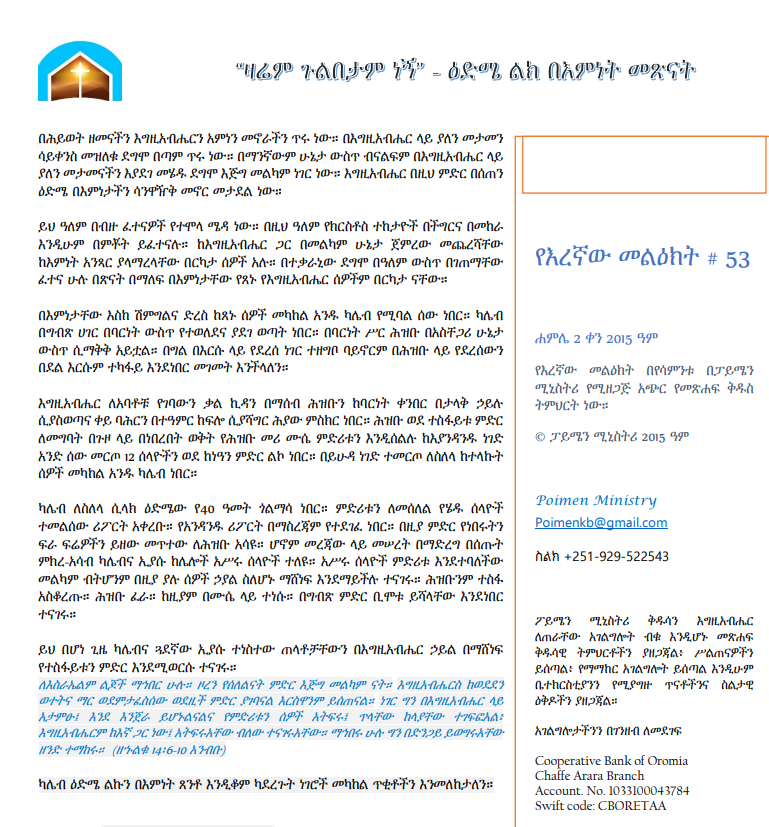 "ዛሬም ጉልበታም ነኝ" - ዕድሜ ልክ በእምነት መጽናት
በሕይወት ዘመናችን እግዚአብሔርን አምነን መኖራችን ጥሩ ነው። በእግዚአብሔር ላይ ያለን መታመን
ሳይቀንስ መዝለቁ ደግሞ በጣም ጥሩ ነው። በማንኛውም ሁኔታ ውስጥ ብናልፍም በእግዚአብሔር ላይ
ያለን መታመናችን እያደገ መሄዱ ደግሞ እጅግ መልካም ነገር ነው። እግዚአብሔር በዚህ ምድር በሰጠን
ዕድሜ በእምነታችን ሳንዋዥቅ መኖር መታደል ነው።
ይህ ዓለም በብዙ ፈተናዎች የተሞላ ሜዳ ነው። በዚህ ዓለም የክርስቶስ ተከታዮች በችግርና በመከራ
እንዲሁም በምቾት ይፈተናሉ። ከእግዚአብሔር ጋር በመልካም ሁኔታ ጀምረው መጨረሻቸው
ከእምነት አንጻር ያላማረላቸው በርካታ ሰዎች አሉ። በተቃራኒው ደግሞ በዓለም ውስጥ በገጠማቸው
ፈተና ሁሉ በጽናት በማለፍ በእምነታቸው የጸኑ የእግዚአብሔር ሰዎችም በርካታ ናቸው።
በእምነታቸው እስከ ሽምግልና ድረስ ከጸኑ ሰዎች መካከል አንዱ ካሌብ የሚባል ሰው ነበር። ካሌብ
በግብጽ ሀገር በባርነት ውስጥ የተወለደና ያደገ ወጣት ነበር። በባርነት ሥር ሕዝቡ በአስቸጋሪ ሁኔታ
ውስጥ ሲማቅቅ አይቷል። በግል በእርሱ ላይ የደረሰ ነገር ተዘግቦ ባይኖርም በሕዝቡ ላይ የደረሰውን
በደል እርሱም ተካፋይ እንደነበር መገመት እንችላለን።
እግዚአብሔር ለአባቶቹ የገባውን ቃል ኪዳን በማሰብ ሕዝቡን ከባርነት ቀንበር በታላቅ ኃይሉ
ሲያስወጣና ቀይ ባሕርን በተዓምር ከፍሎ ሲያሻግር ሕያው ምስክር ነበር። ሕዝቡ ወደ ተስፋይቱ ምድር
ለመግባት በጉዞ ላይ በነበረበት ወቅት የሕዝቡ መሪ ሙሴ ምድሪቱን እንዲሰልሉ ከእያንዳንዱ ነገድ
አንድ ሰው መርጦ 12 ሰላዮችን ወደ ከነዓን ምድር ልኮ ነበር። በይሁዳ ነገድ ተመርጦ ለስለላ ከተላኩት
ሰዎች መካከል አንዱ ካሌብ ነበር።
ካሌብ ለስለላ ሲላክ ዕድሜው የ40 ዓመት ጎልማሳ ነበር። ምድሪቱን ለመሰለል የሄዱ ሰላዮች
ተመልሰው ሪፖርት አቀረቡ። የአንዳንዱ ሪፖርት በማስረጃም የተደገፈ ነበር። በዚያ ምድር የነበሩትን
ፍራ ፍሬዎችን ይዘው መጥተው ለሕዝቡ አሳዩ። ሆኖም መረጃው ላይ መሠረት በማድረግ በሰጡት
ምክረ-አሳብ ካሌብና ኢያሱ ከሌሎች አሥሩ ሰላዮች ተለዩ። አሥሩ ሰላዮች ምድሪቱ እንደተባለችው
መልካም ብትሆንም በዚያ ያሉ ሰዎች ኃያል ስለሆኑ ማሸነፍ እንደማይችሉ ተናገሩ። ሕዝቡንም ተስፋ
አስቆረጡ። ሕዝቡ ፈራ። ከዚያም በሙሴ ላይ ተነሱ። በግብጽ ምድር ቢሞቱ ይሻላቸው እንደነበር
ተናገሩ።
ይህ በሆነ ጊዜ ካሌብና ጓደኛው ኢያሱ ተነስተው ጠላቶቻቸውን በእግዚአብሔር ኃይል በማሸነፍ
የተስፋይቱን ምድር እንደሚወርሱ ተናገሩ።
ለእስራኤልም ልጆች ማኅበር ሁሉ። ዞረን የሰለልናት ምድር እጅግ መልካም ናት። እግዚአብሔርስ ከወደደን
ወተትና ማር ወደምታፈስሰው ወደዚች ምድር ያገባናል እርስዋንም ይሰጠናል። ነገር ግን በእግዚአብሔር ላይ
አታምፁ፤ እንደ እንጀራ ይሆኑልናልና የምድሪቱን ሰዎች አትፍሩ፤ ጥላቸው ከላያቸው ተገፍፎአል፡
እግዚአብሔርም ከእኛ ጋር ነው፤ አትፍሩአቸው ብለው ተናገሩአቸው። ማኅበሩ ሁሉ ግን በድንጋይ ይወግሩአቸው
ዘንድ ተማከሩ። (ዘኁልቁ 14፡6-10 አንብቡ)
ካሌብ ዕድሜ ልኩን በእምነት ጸንቶ እንዲቆም ካደረጉት ነገሮች መካከል ጥቂቶችን እንመለከታለን።
የእረኛው መልዕክት # 53
ሐምሌ 2 ቀን 2015 ዓም
የእረኛው መልዕክት በየሳምንቱ በፓይሜን
ሚኒስትሪ የሚዘጋጅ አጭር የመጽሐፍ ቅዱስ
ትምህርት ነው።
© ፓይሜን ሚኒስትሪ 2015 ዓም
Poimen Ministry
Poimenkb@gmail.com
ስልክ +251-929-522543
ፖይሜን ሚኒስትሪ ቅዱሳን እግዚአብሔር
ለጠራቸው አገልግሎት ብቁ እንዲሆኑ መጽሐፍ
ቅዱሳዊ ትምህርቶችን ያዘጋጃል፡ ሥልጠናዎችን
ይሰጣል፡ የማማከር አገልግሎት ይሰጣል እንዲሁም
ቤተክርስቲያንን የሚያግዙ ጥናቶችንና ስልታዊ
ዕቅዶችን ያዘጋጃል።
አገልግሎታችንን በገንዘብ ለመደገፍ
Cooperative Bank of Oromia
Chaffe Arara Branch
Account. No. 1033100043784
Swift code: CBORETAA